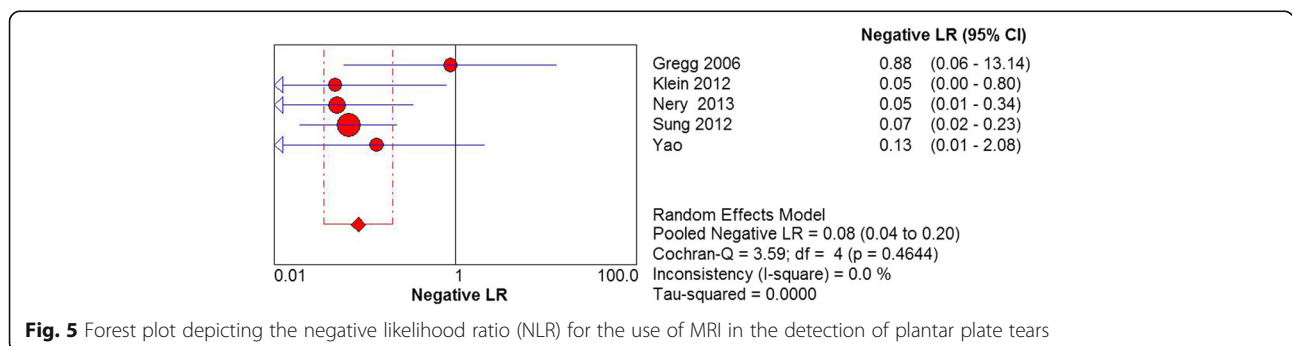 Negative LR (95% CI)
Gregg 2006 0.88 (0.06 - 13.14)
Klein 2012 0.05 (0.00 - 0.80)
Nery 2013 0.05 (0.01 - 0.34)
Sung 2012 0.07 (0.02 - 0.23)
Yao 0.13 (0.01 - 2.08)
Random Effects Model
Pooled Negative LR = 0.08 (0.04 to 0.20)
Cochran-Q = 3.59; df = 4 (p = 0.4644)
Inconsistency (I-square) = 0.0 %
Tau-squared = 0.0000
0.01 1 100.0
Negative LR
Fig. 5 Forest plot depicting the negative likelihood ratio (NLR) for the use of MRI in the detection of plantar plate tears